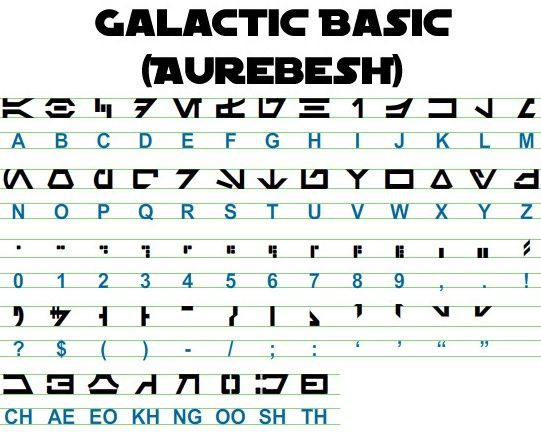 GALACTIC BASIC
(AUREBESH)
A B C D E F G H I J K L M
N O P Q R S T U V W X Y Z
0 1 2 3 4 5 6 7 8 9 , . !
? $ ( ) - / ; : ‘ ’ “ ”
CH AE EO KH NG OO SH TH